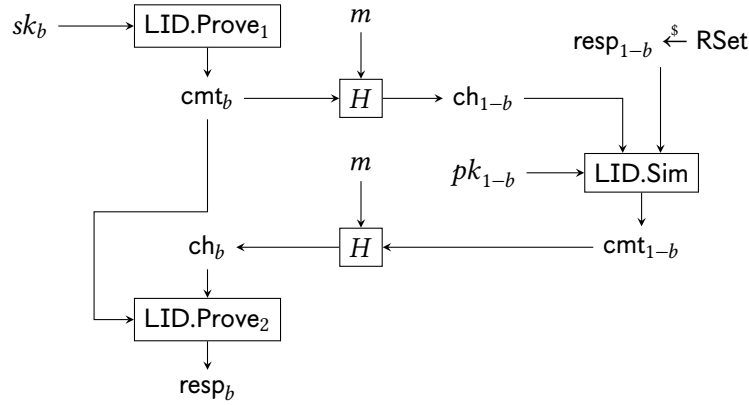 sk_b LID.Prove_1 m resp_{1−b} ←$ RSet
cmt_b H ch_{1−b}
m pk_{1−b} LID.Sim
ch_b H cmt_{1−b}
LID.Prove_2
resp_b